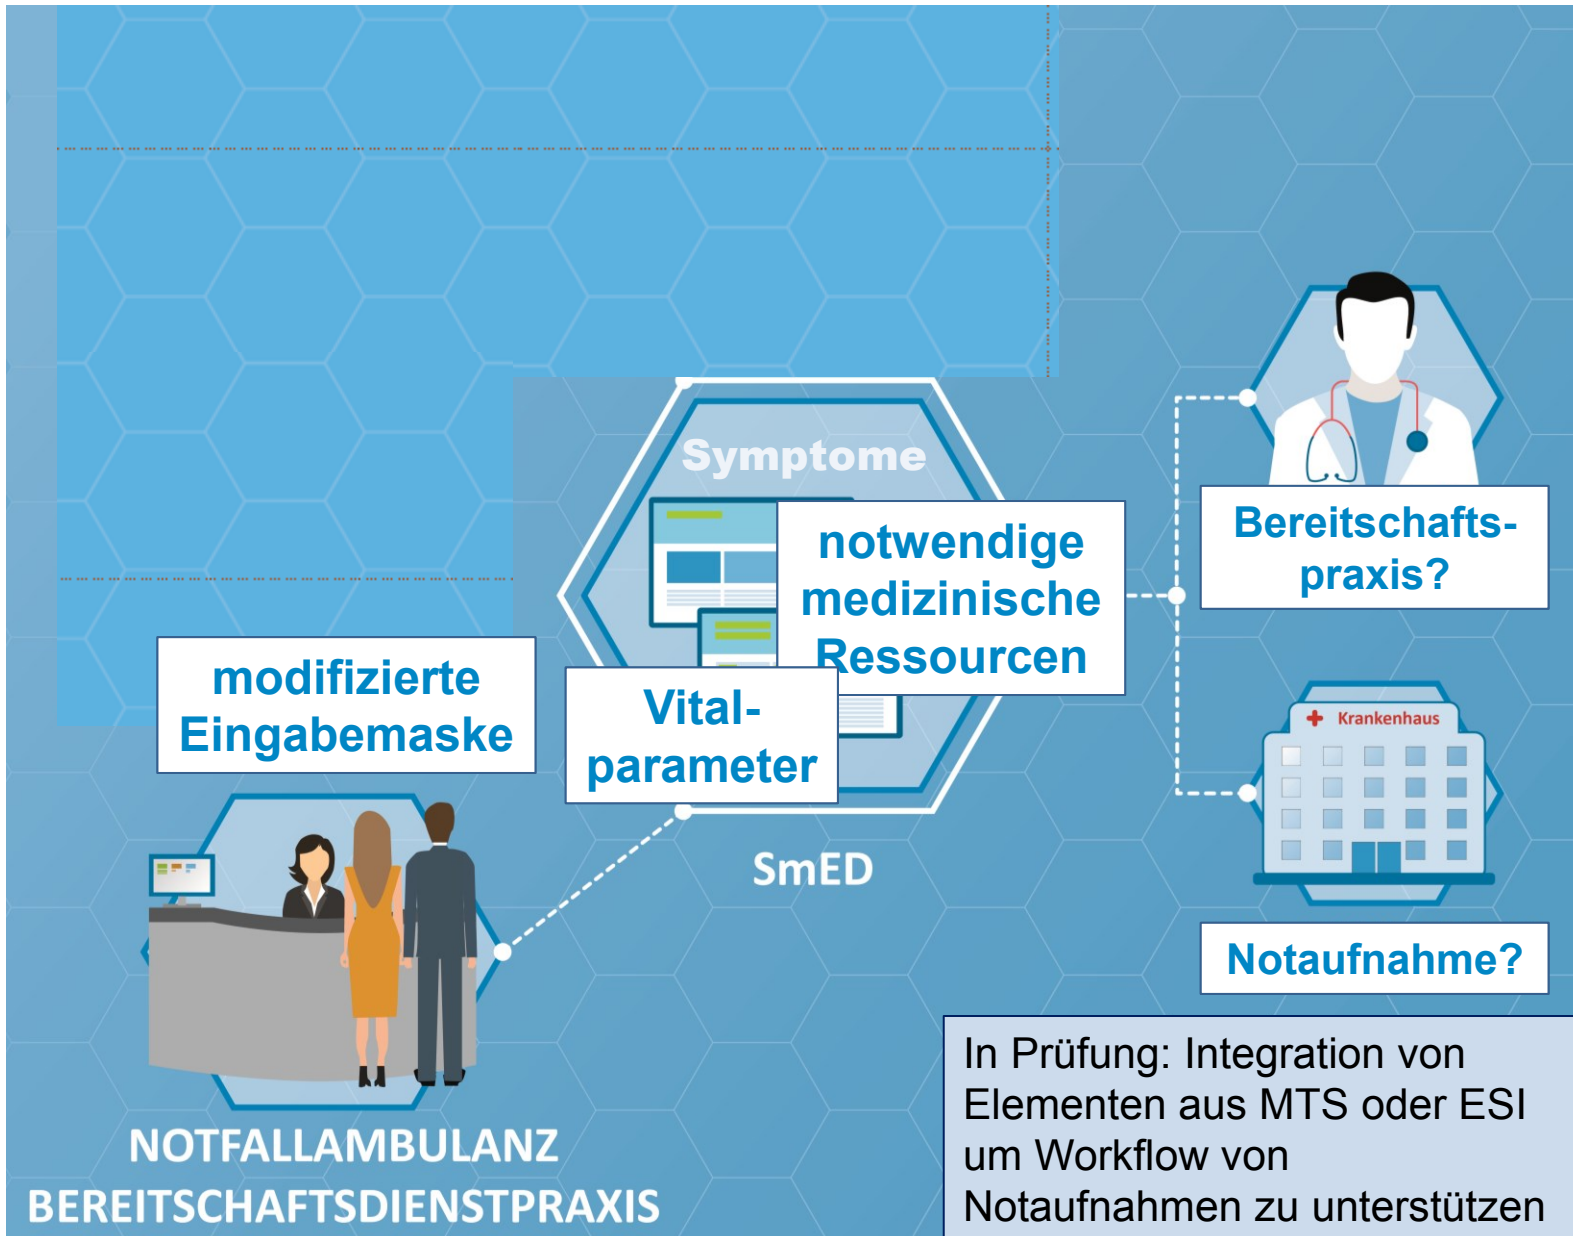 Symptome
notwendige
medizinische
Ressourcen
Bereitschafts-
praxis?
modifizierte
Eingabemaske
Vital-
parameter
Krankenhaus
SmED
Notaufnahme?
In Prüfung: Integration von
Elementen aus MTS oder ESI
um Workflow von
Notaufnahmen zu unterstützen
NOTFALLAMBULANZ
BEREITSCHAFTSDIENSTPRAXIS